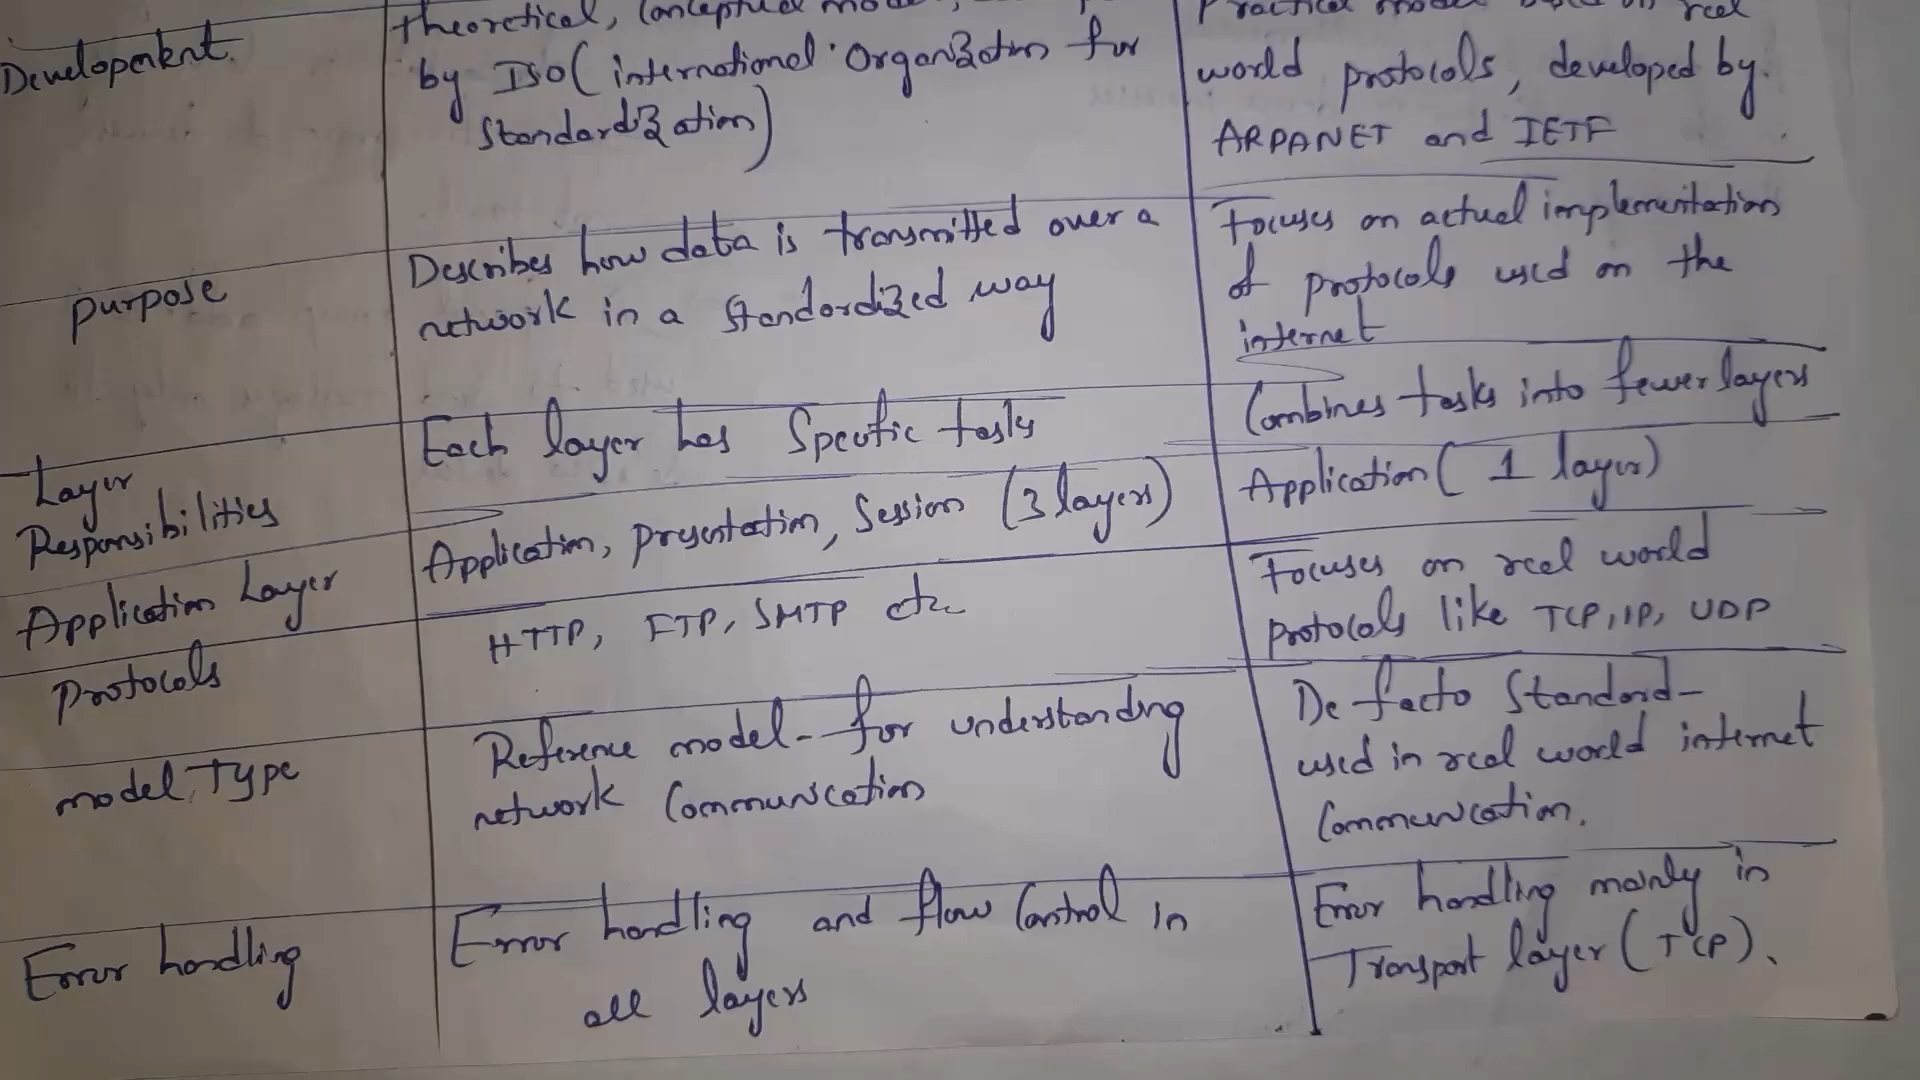 theoretical, Conceptual
Practical
real
Development
by ISO (international Organization for
Standardization)
world protocols, developed by
ARPANET and IETF
purpose
Describes how data is transmitted over a
network in a standardized way
Focuses on actual implementation
of protocols used on the
internet
Layer
Responsibilities
Each layer has Specific tasks
Combines tasks into fewer layers
Application Layer
Application, presentation, Session (3 layers)
Application (1 layer)
Protocols
HTTP, FTP, SMTP etc
Focuses on real world
protocols like TCP, IP, UDP
model Type
Reference model - for understanding
network Communication
De facto Standard -
used in real world internet
Communication.
Error handling
Error handling and flow Control in
all layers
Error handling mainly in
Transport layer (TCP).